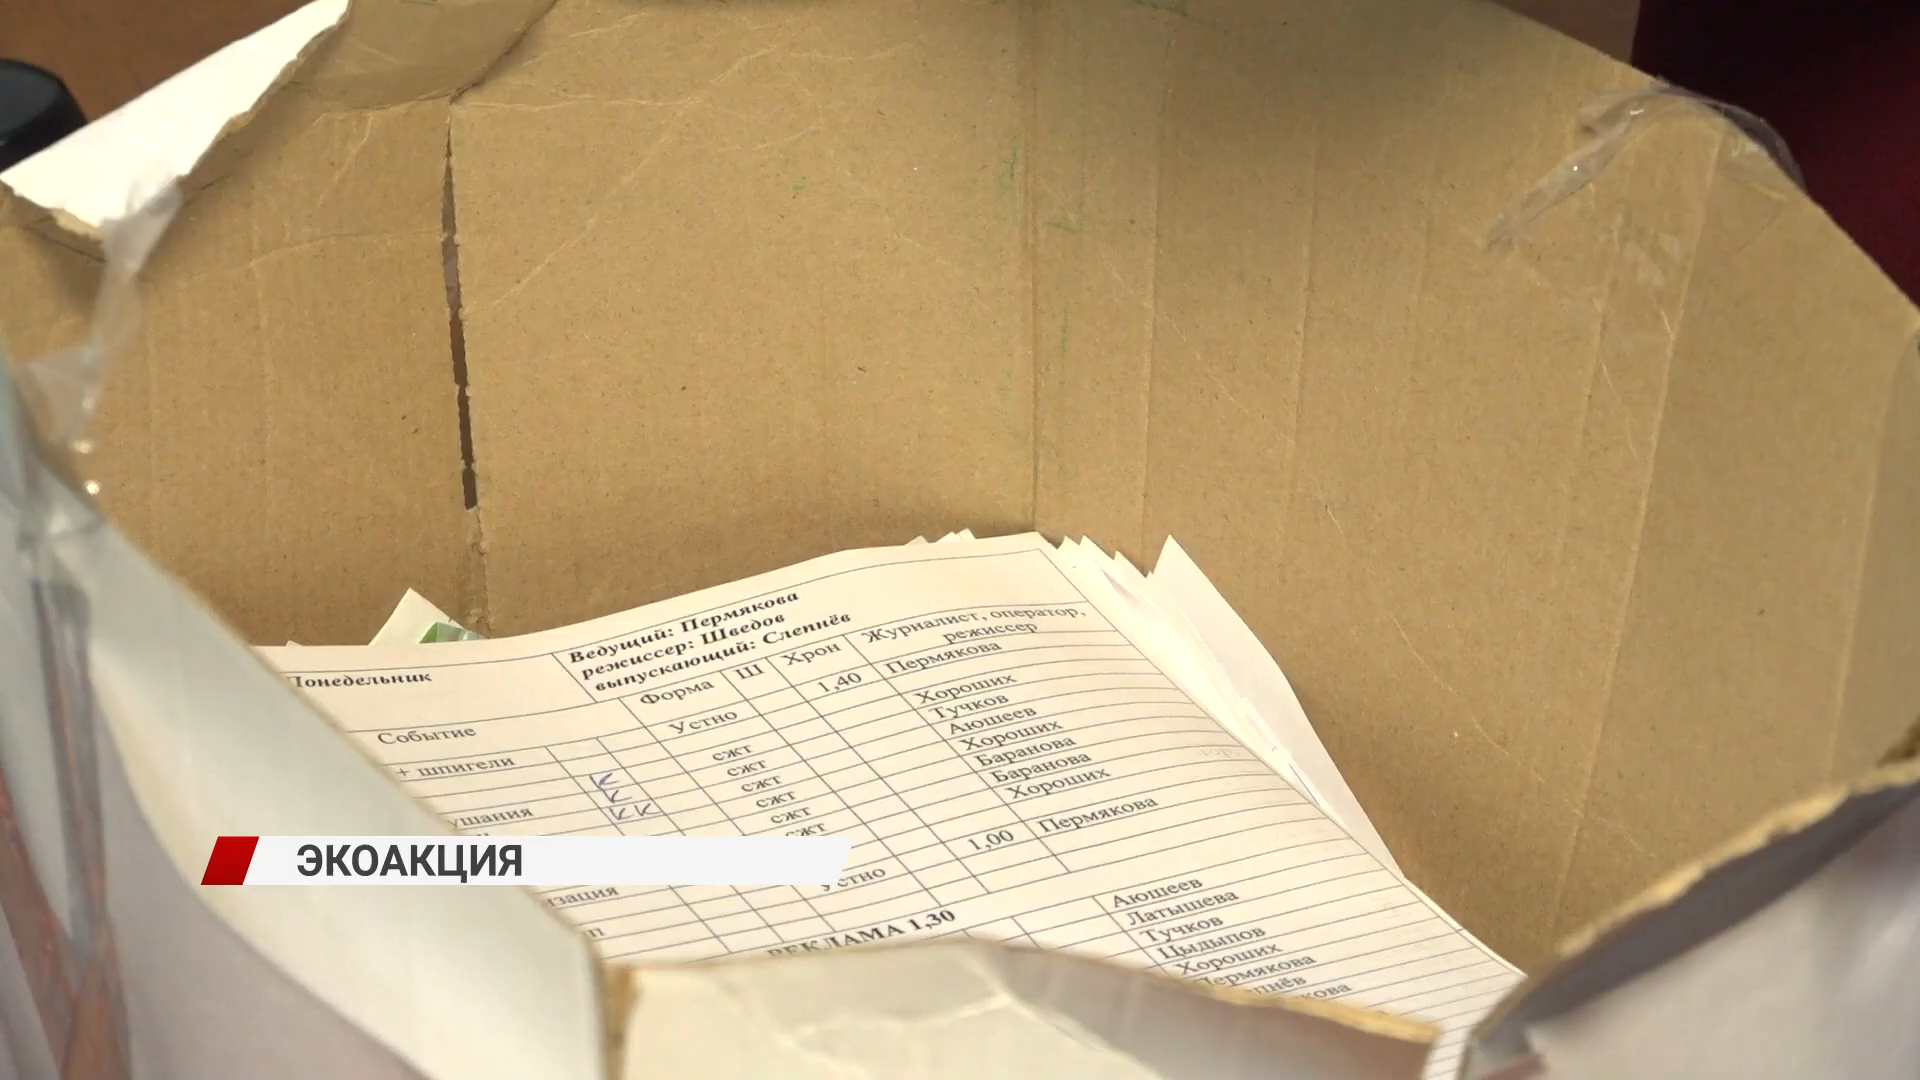 Понедельник
Ведущий: Пермякова
режиссер: Шведов
выпускающий: Слепнёв
Событие
Форма
Ш
Хрон
Журналист, оператор,
режиссер
+ шпигели
Устно
1,40
Пермякова
сжт
Хороших
сжт
Тучков
сжт
Аюшеев
сжт
Хороших
сжт
Баранова
сжт
Баранова
Хороших
1,00
Пермякова
Устно
РЕКЛАМА 1,30
Аюшеев
Латышева
Тучков
Цыдыпов
Хороших
Пермякова
ЭКОАКЦИЯ